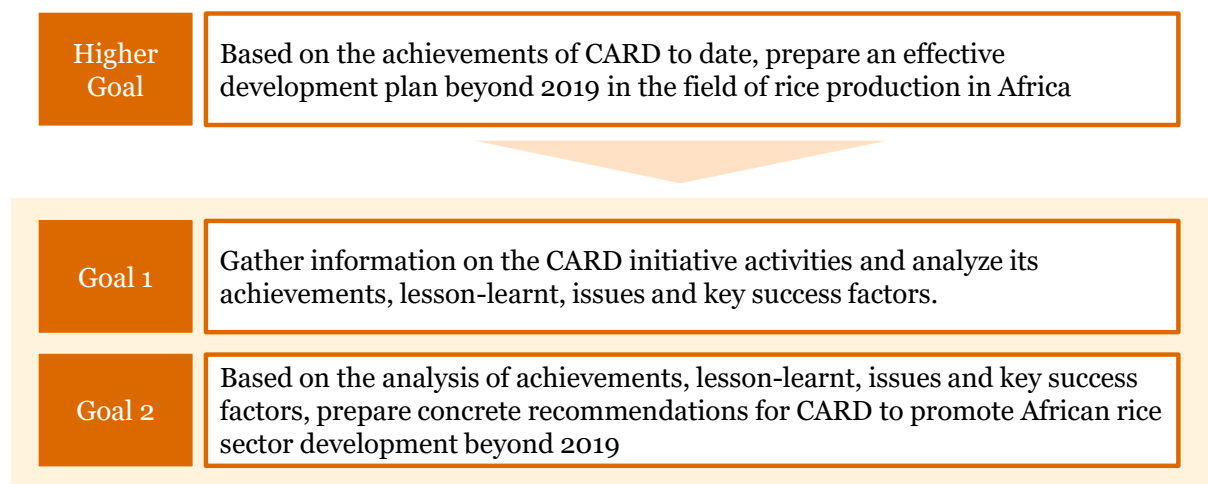 Higher
Goal
Based on the achievements of CARD to date, prepare an effective
development plan beyond 2019 in the field of rice production in Africa
Goal 1
Gather information on the CARD initiative activities and analyze its
achievements, lesson-learnt, issues and key success factors.
Goal 2
Based on the analysis of achievements, lesson-learnt, issues and key success
factors, prepare concrete recommendations for CARD to promote African rice
sector development beyond 2019